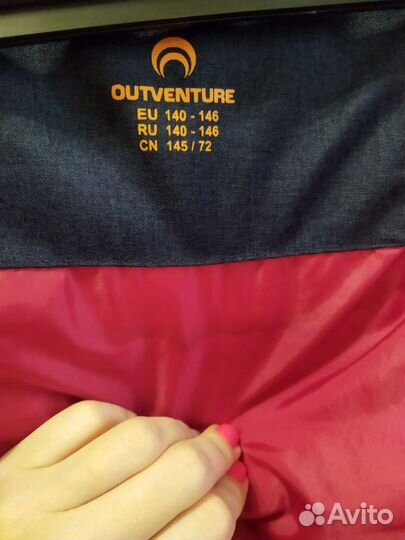 OUTVENTURE
EU 140 - 146
RU 140 - 146
CN 145 / 72
Avito